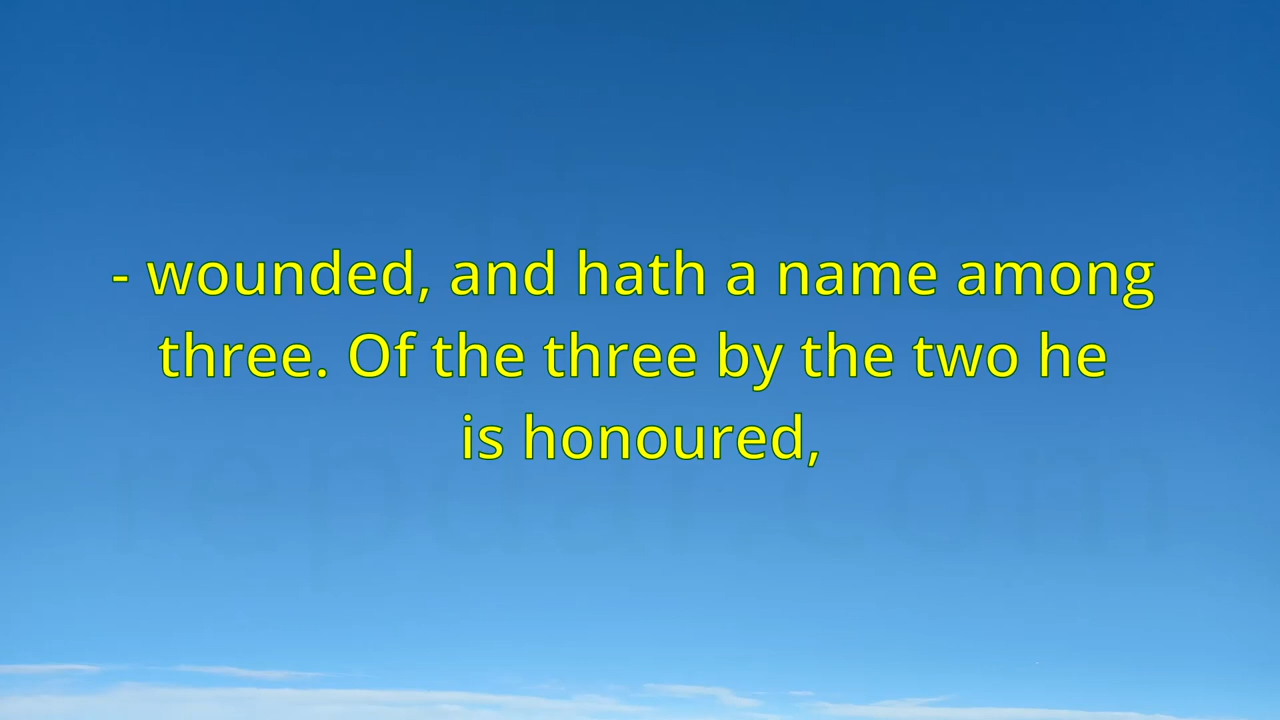 - wounded, and hath a name among
three. Of the three by the two he
is honoured,